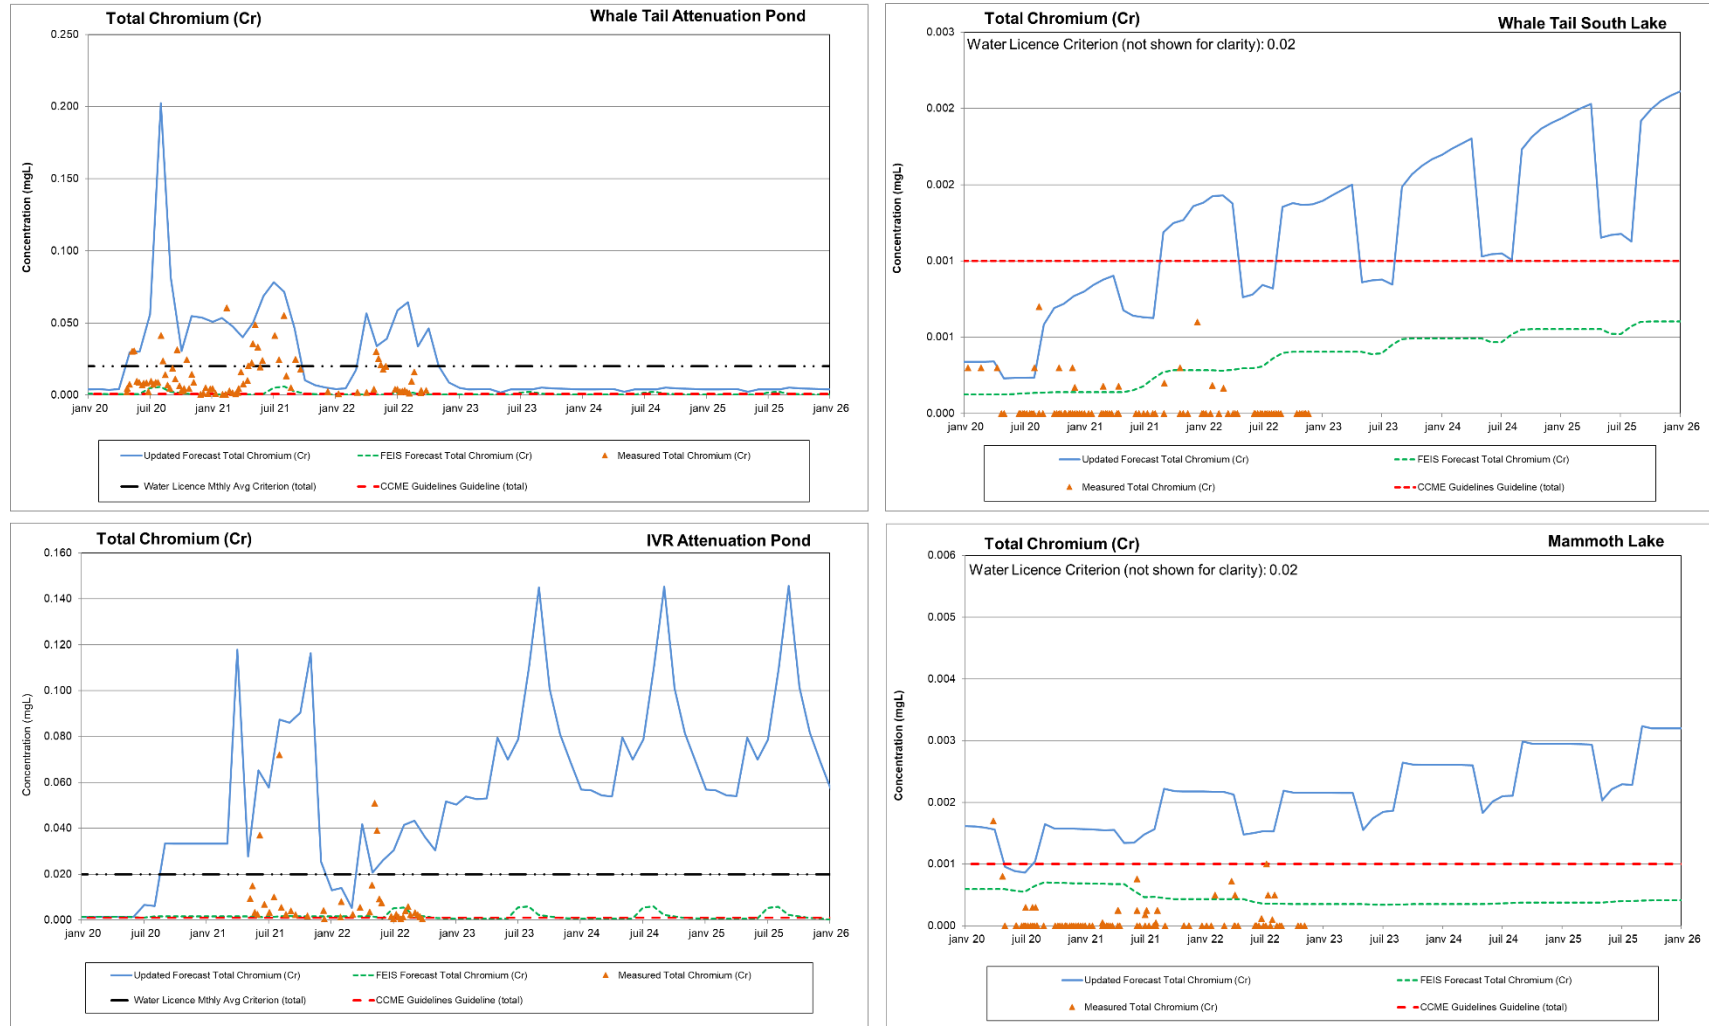 Total Chromium (Cr)
Whale Tail Attenuation Pond
0.250
0.200
0.150
0.100
0.050
0.000
Concentration (mgL)
janv 20
juil 20
janv 21
juil 21
janv 22
juil 22
janv 23
juil 23
janv 24
juil 24
janv 25
juil 25
janv 26
Updated Forecast Total Chromium (Cr)
FEIS Forecast Total Chromium (Cr)
Measured Total Chromium (Cr)
Water Licence Mthly Avg Criterion (total)
CCME Guidelines Guideline (total)
Total Chromium (Cr)
Whale Tail South Lake
Water Licence Criterion (not shown for clarity): 0.02
0.003
0.002
0.002
0.001
0.001
0.000
Concentration (mgL)
janv 20
juil 20
janv 21
juil 21
janv 22
juil 22
janv 23
juil 23
janv 24
juil 24
janv 25
juil 25
janv 26
Updated Forecast Total Chromium (Cr)
FEIS Forecast Total Chromium (Cr)
Measured Total Chromium (Cr)
CCME Guidelines Guideline (total)
Total Chromium (Cr)
IVR Attenuation Pond
0.160
0.140
0.120
0.100
0.080
0.060
0.040
0.020
0.000
Concentration (mgL)
janv 20
juil 20
janv 21
juil 21
janv 22
juil 22
janv 23
juil 23
janv 24
juil 24
janv 25
juil 25
janv 26
Updated Forecast Total Chromium (Cr)
FEIS Forecast Total Chromium (Cr)
Measured Total Chromium (Cr)
Water Licence Mthly Avg Criterion (total)
CCME Guidelines Guideline (total)
Total Chromium (Cr)
Mammoth Lake
Water Licence Criterion (not shown for clarity): 0.02
0.006
0.005
0.004
0.003
0.002
0.001
0.000
Concentration (mgL)
janv 20
juil 20
janv 21
juil 21
janv 22
juil 22
janv 23
juil 23
janv 24
juil 24
janv 25
juil 25
janv 26
Updated Forecast Total Chromium (Cr)
FEIS Forecast Total Chromium (Cr)
Measured Total Chromium (Cr)
CCME Guidelines Guideline (total)